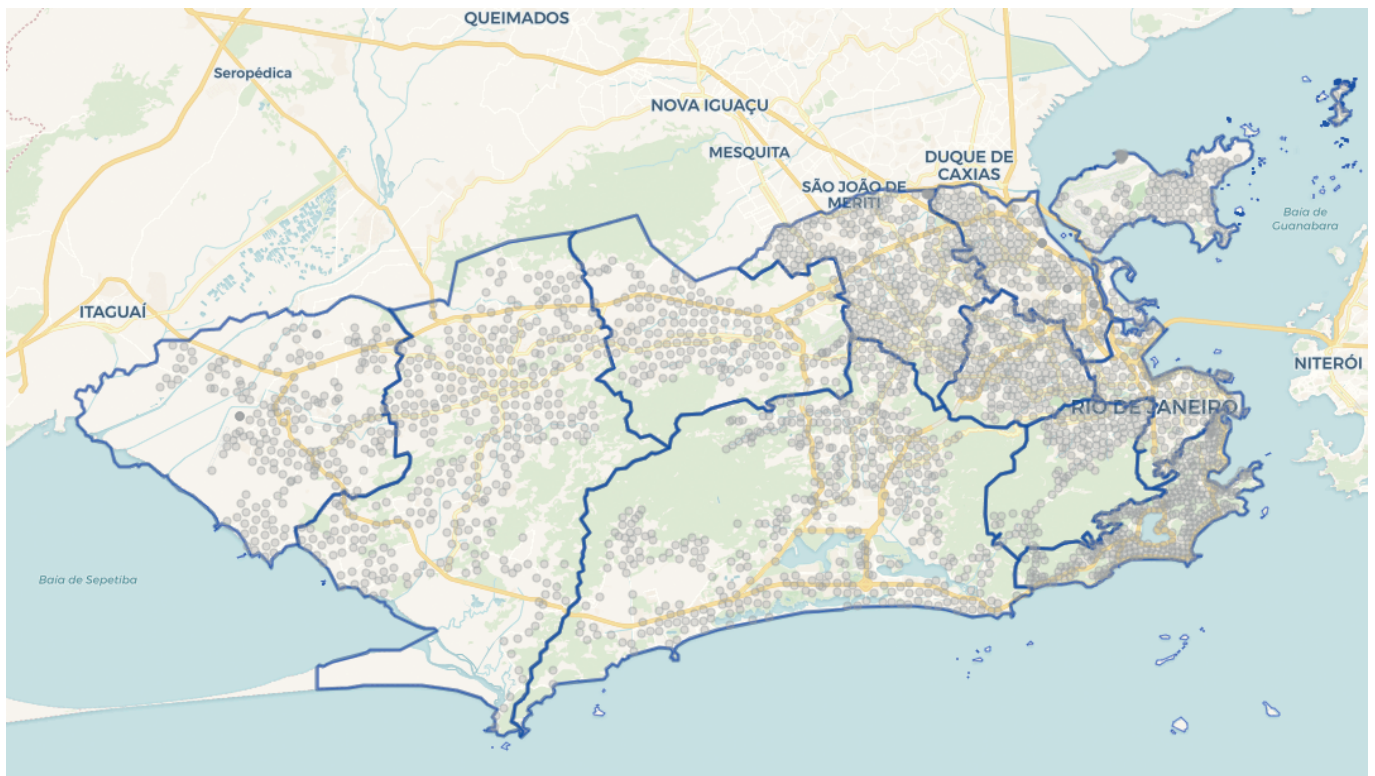 QUEIMADOS
Seropédica
NOVA IGUAÇU
MESQUITA
DUQUE DE
CAXIAS
SÃO JOÃO DE
MERITI
Baía de
Guanabara
ITAGUAÍ
NITERÓI
RIO DE JANEIRO
Baía de Sepetiba